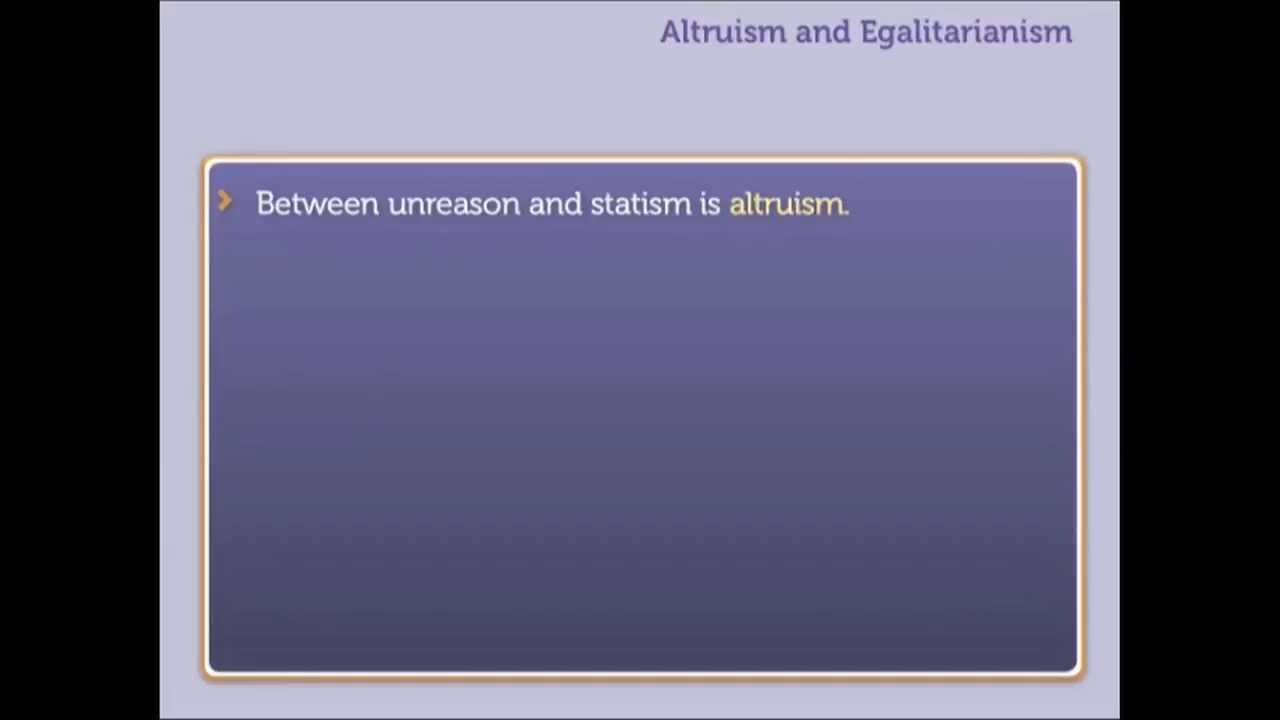 Altruism and Egalitarianism
Between unreason and statism is altruism.